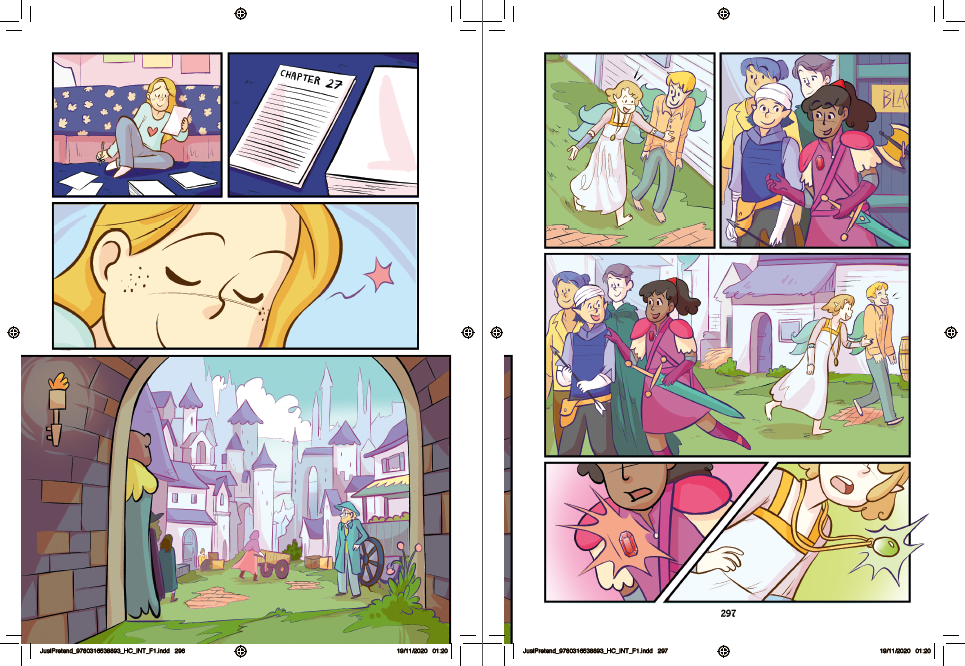 CHAPTER 27
BLAC
297
JustPretend_9780316538893_HC_INT_F1.indd 296
19/11/2020 01:20
JustPretend_9780316538893_HC_INT_F1.indd 297
19/11/2020 01:20